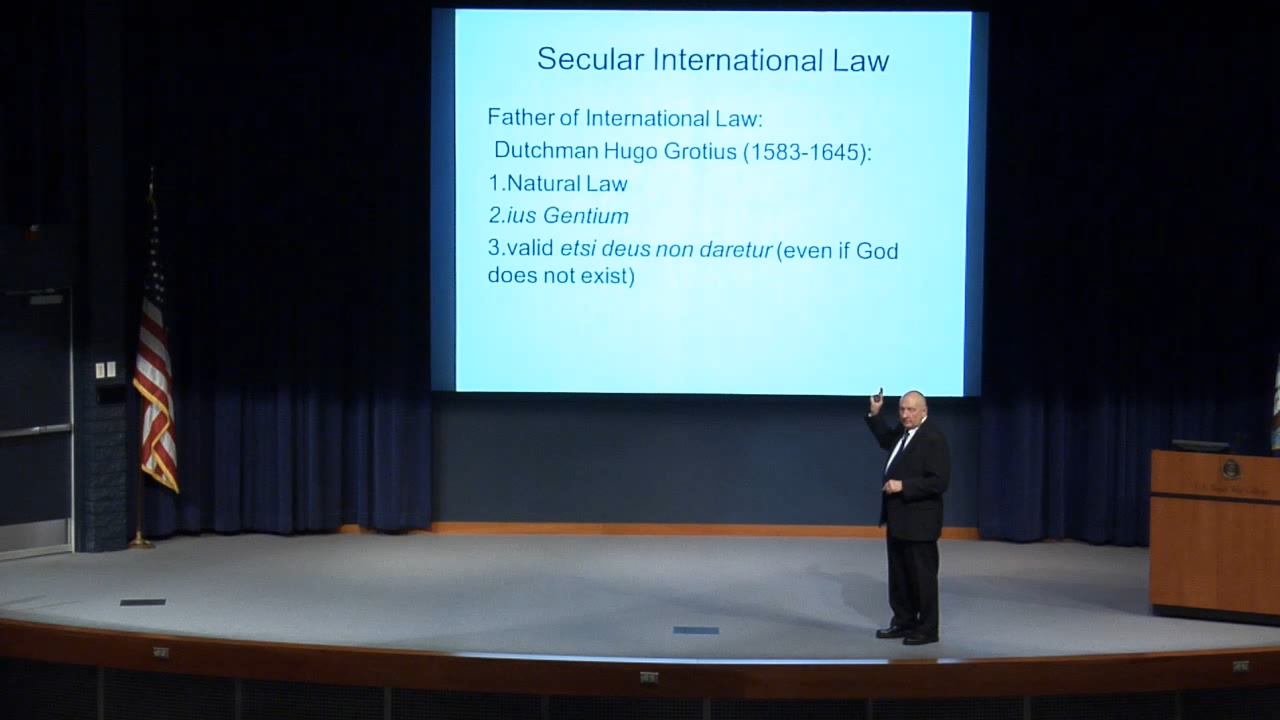 Secular International Law
Father of International Law:
Dutchman Hugo Grotius (1583-1645):
1.Natural Law
2.ius Gentium
3.valid etsi deus non daretur (even if God
does not exist)